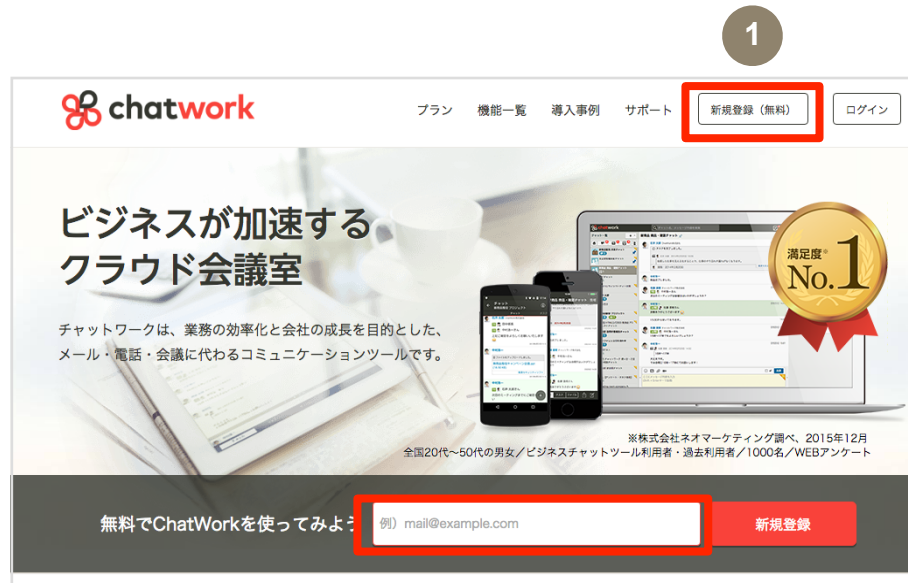 1
chatwork
プラン 機能一覧 導入事例 サポート 新規登録（無料） ログイン
ビジネスが加速する
クラウド会議室
チャットワークは、業務の効率化と会社の成長を目的とした、
メール・電話・会議に代わるコミュニケーションツールです。
満足度※
No.1
※株式会社ネオマーケティング調べ、2015年12月
全国20代〜50代の男女／ビジネスチャットツール利用者・過去利用者／1000名／WEBアンケート
無料でChatWorkを使ってみよう
例）mail@example.com
新規登録